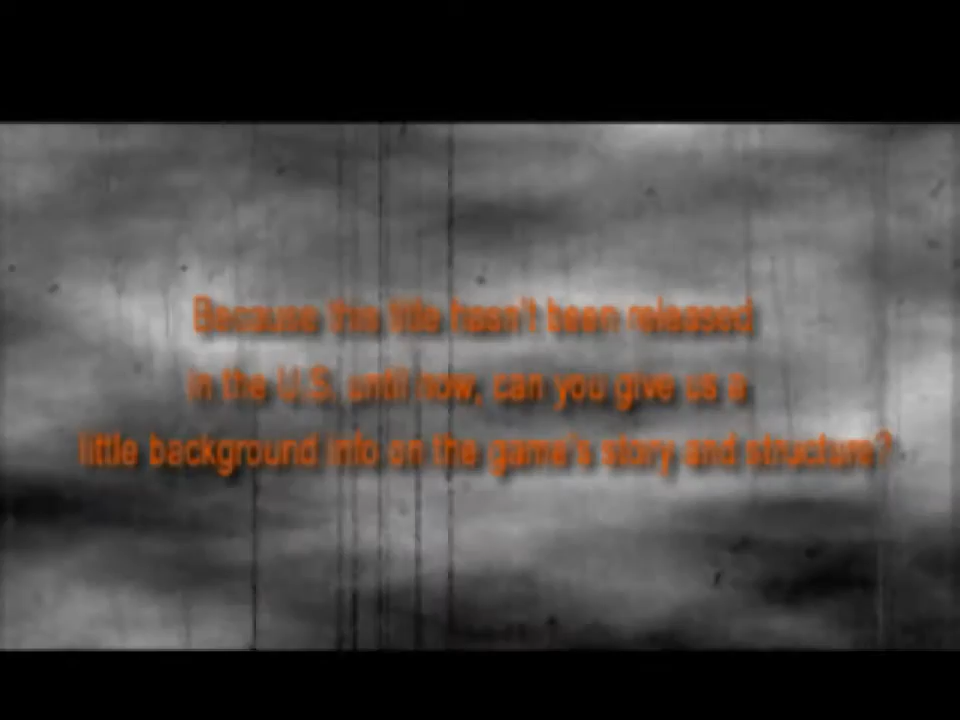 Because this title hasn't been released
in the U.S. until now, can you give us a
little background info on the game's story and structure?